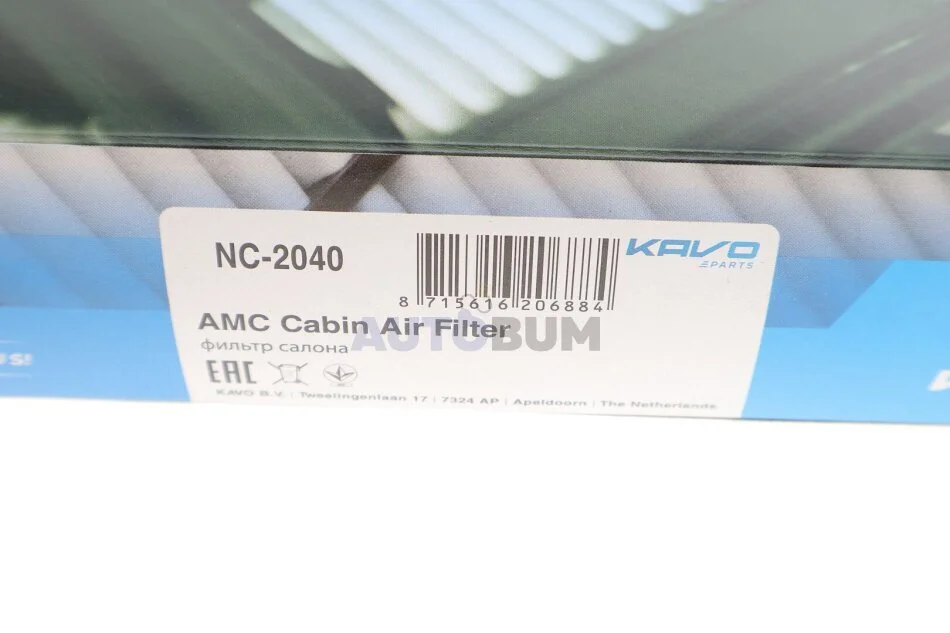 NC-2040
KAVO
PARTS
8 715616 206884
AMC Cabin Air Filter
фильтр салона
AUTOBUM
EAC
US!
KAVO B.V. | Tweelingenlaan 17 | 7324 AP | Apeldoorn | The Netherlands